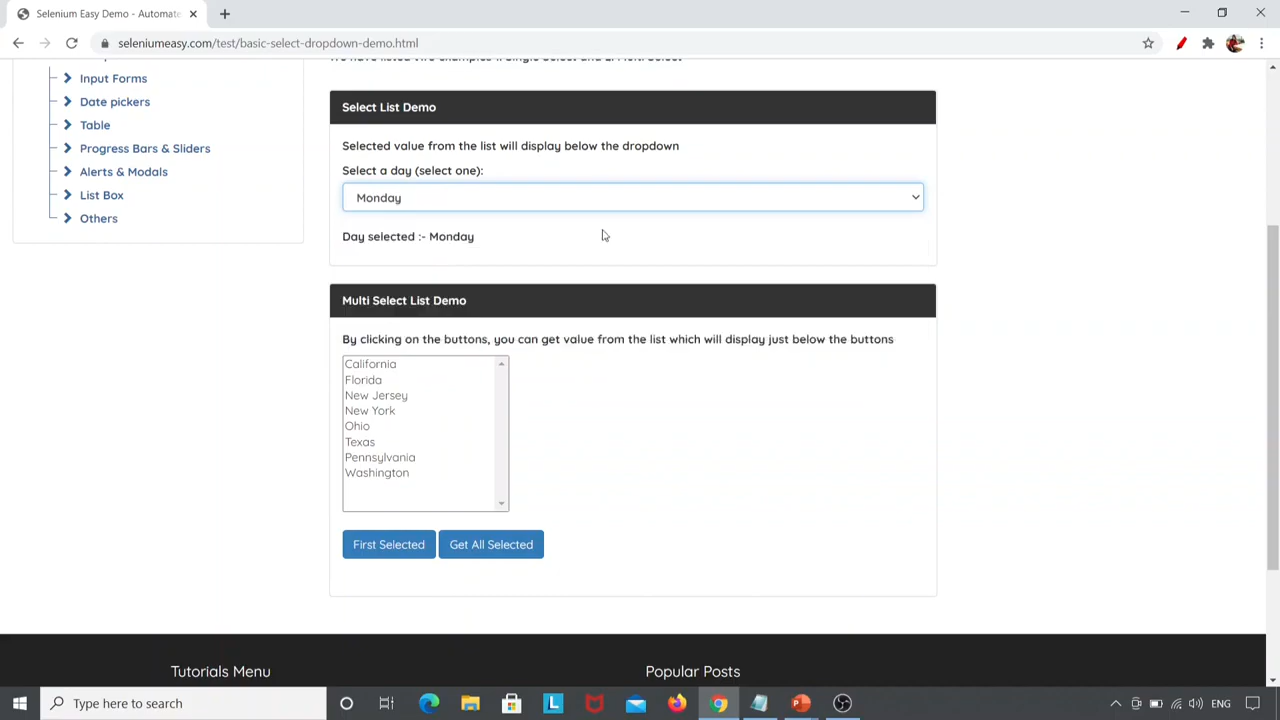 Selenium Easy Demo - Automate
seleniumeasy.com/test/basic-select-dropdown-demo.html
Input Forms
Date pickers
Table
Progress Bars & Sliders
Alerts & Modals
List Box
Others
Select List Demo
Selected value from the list will display below the dropdown
Select a day (select one):
Monday
Day selected :- Monday
Multi Select List Demo
By clicking on the buttons, you can get value from the list which will display just below the buttons
California
Florida
New Jersey
New York
Ohio
Texas
Pennsylvania
Washington
First Selected
Get All Selected
Tutorials Menu
Popular Posts
Type here to search
L
P
ENG